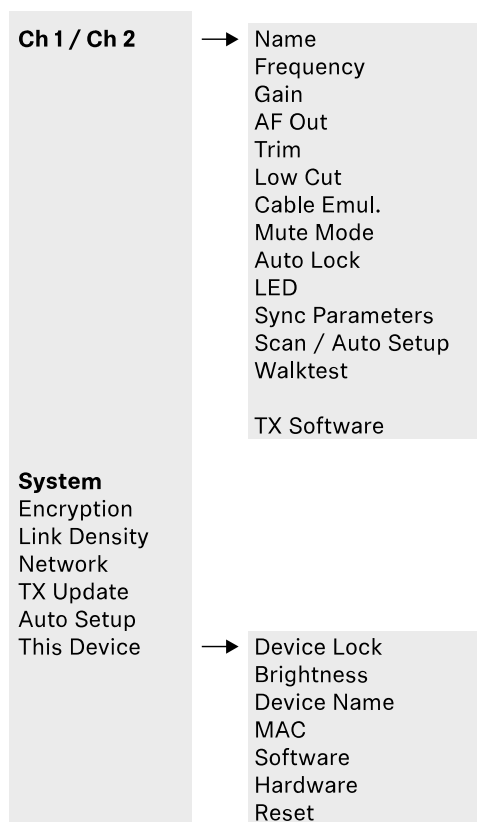 Ch 1 / Ch 2
Name
Frequency
Gain
AF Out
Trim
Low Cut
Cable Emul.
Mute Mode
Auto Lock
LED
Sync Parameters
Scan / Auto Setup
Walktest
TX Software
System
Encryption
Link Density
Network
TX Update
Auto Setup
This Device
Device Lock
Brightness
Device Name
MAC
Software
Hardware
Reset